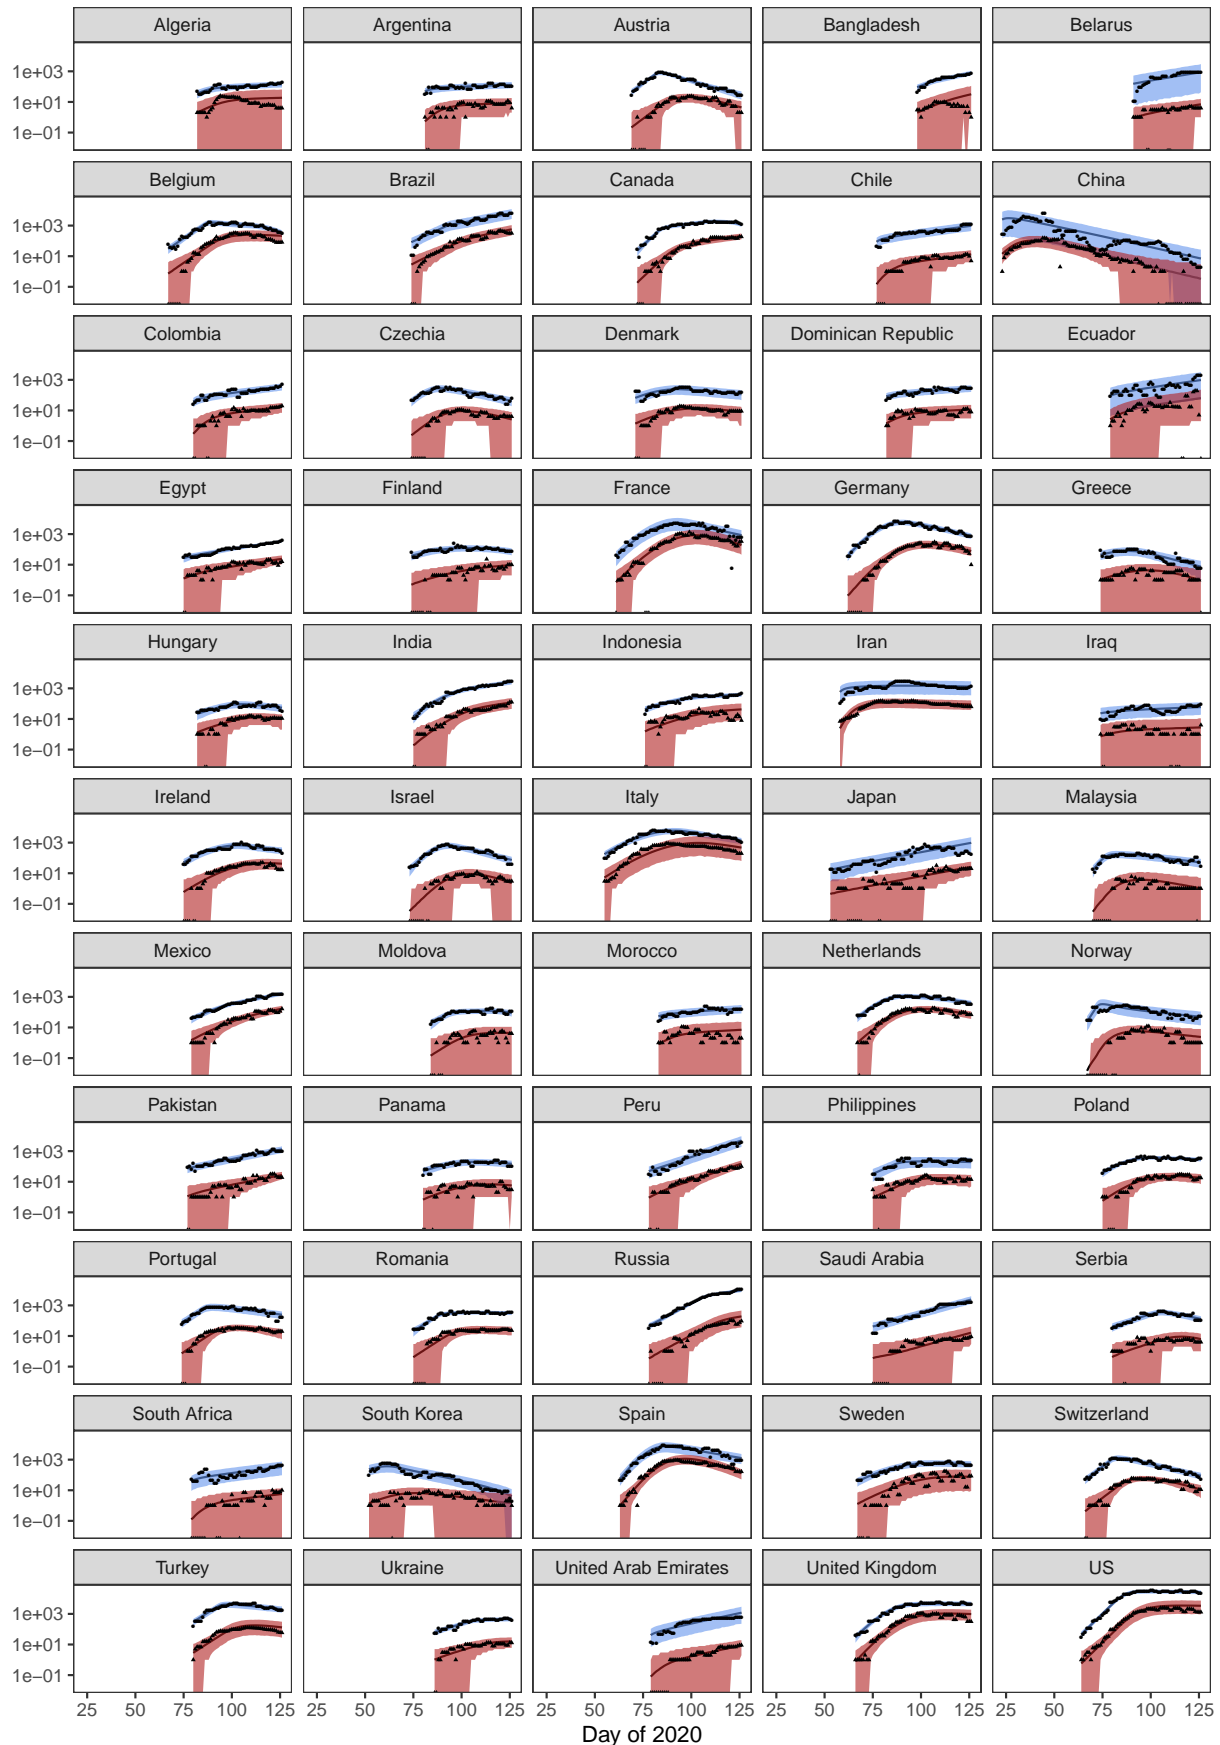 Algeria Argentina Austria Bangladesh Belarus
1e+03
1e+01
1e−01
Belgium Brazil Canada Chile China
1e+03
1e+01
1e−01
Colombia Czechia Denmark Dominican Republic Ecuador
1e+03
1e+01
1e−01
Egypt Finland France Germany Greece
1e+03
1e+01
1e−01
Hungary India Indonesia Iran Iraq
1e+03
1e+01
1e−01
Ireland Israel Italy Japan Malaysia
1e+03
1e+01
1e−01
Mexico Moldova Morocco Netherlands Norway
1e+03
1e+01
1e−01
Pakistan Panama Peru Philippines Poland
1e+03
1e+01
1e−01
Portugal Romania Russia Saudi Arabia Serbia
1e+03
1e+01
1e−01
South Africa South Korea Spain Sweden Switzerland
1e+03
1e+01
1e−01
Turkey Ukraine United Arab Emirates United Kingdom US
1e+03
1e+01
1e−01
25 50 75 100 125 25 50 75 100 125 25 50 75 100 125 25 50 75 100 125 25 50 75 100 125
Day of 2020